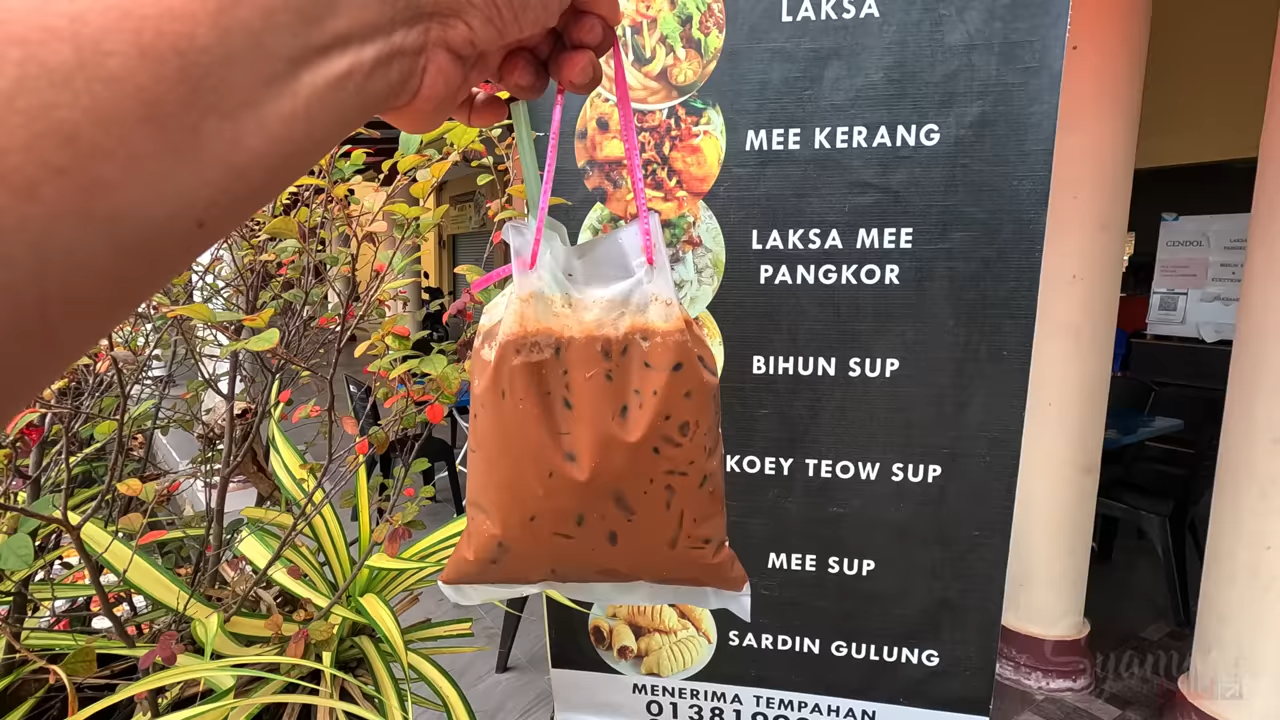 LAKSA
MEE KERANG
LAKSA MEE
PANGKOR
BIHUN SUP
KOEY TEOW SUP
MEE SUP
SARDIN GULUNG
MENERIMA TEMPAHAN
CENDOL